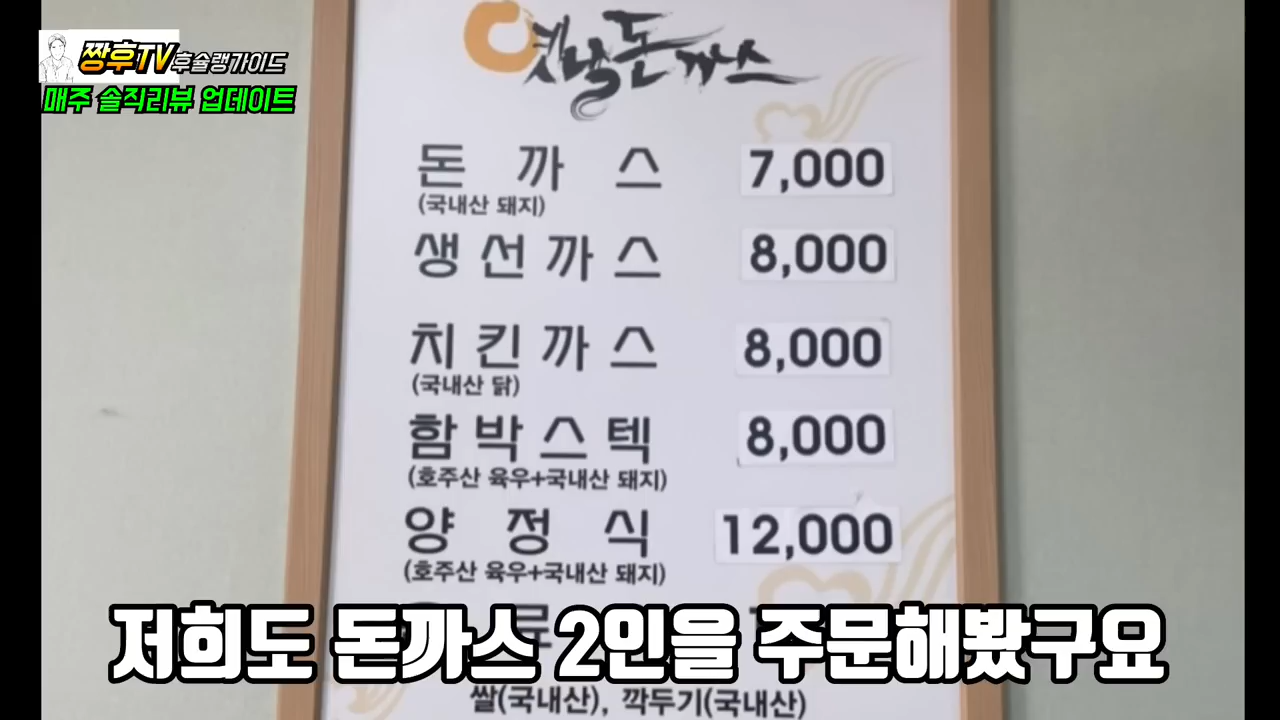 짱후TV후슐랭가이드
매주 솔직리뷰 업데이트
옛날돈까스
돈까스 7,000
(국내산 돼지)
생선까스 8,000
치킨까스 8,000
(국내산 닭)
함박스텍 8,000
(호주산 육우+국내산 돼지)
양정식 12,000
(호주산 육우+국내산 돼지)
저희도 돈까스 2인을 주문해봤구요
쌀(국내산), 깍두기(국내산)